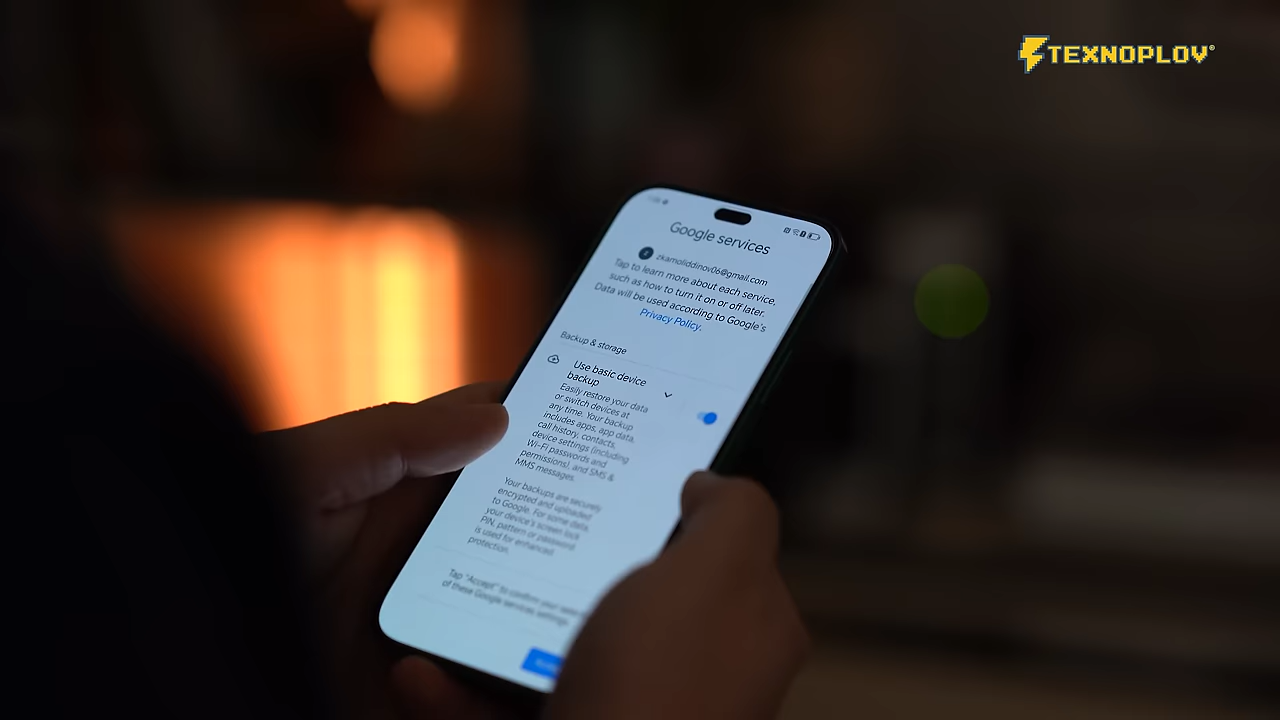 TEXNOPLOV
Google services
zkamoliddinov06@gmail.com
Tap to learn more about each service,
such as how to turn it on or off later.
Data will be used according to Google's
Privacy Policy.
Backup & storage
Use basic device
backup
Easily restore your data
or switch devices at
any time. Your backup
includes apps, app data,
call history, contacts,
device settings (including
Wi-Fi passwords and
permissions), and SMS &
MMS messages.
Your backups are securely
encrypted and uploaded
to Google. For some data,
your device's screen lock
PIN, pattern or password
is used for enhanced
protection.
Tap "Accept" to confirm your
of these Google services settings.